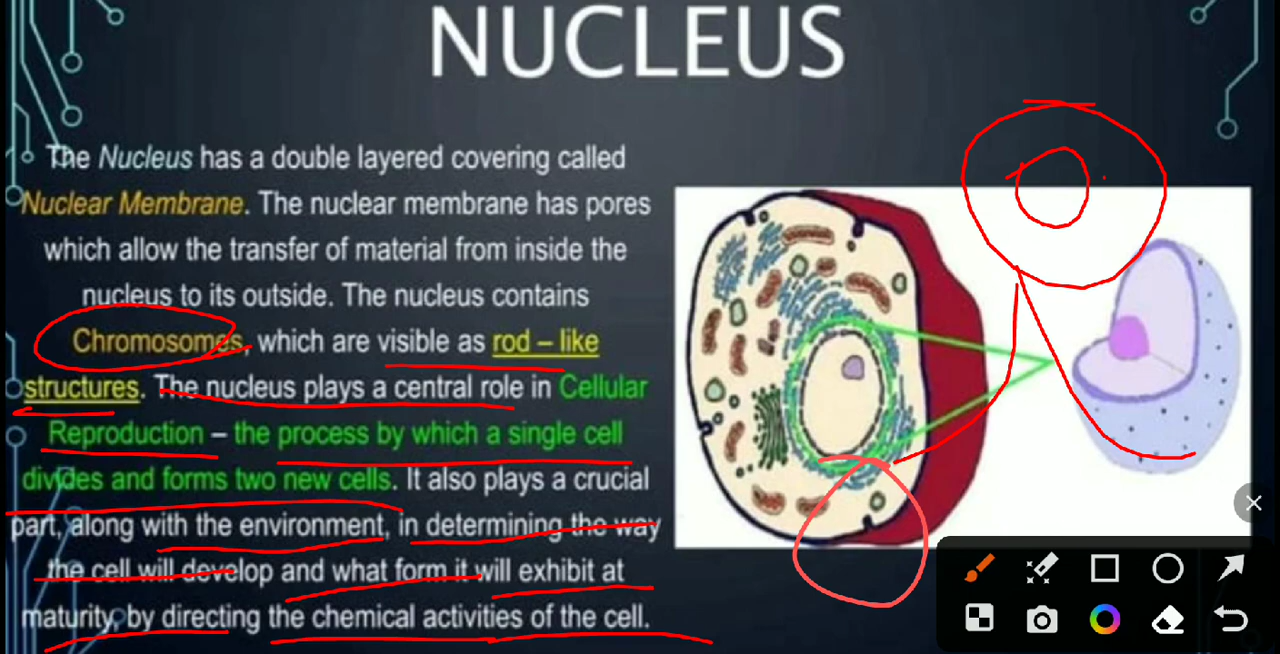 NUCLEUS
The Nucleus has a double layered covering called
Nuclear Membrane. The nuclear membrane has pores
which allow the transfer of material from inside the
nucleus to its outside. The nucleus contains
Chromosomes, which are visible as rod – like
structures. The nucleus plays a central role in Cellular
Reproduction – the process by which a single cell
divides and forms two new cells. It also plays a crucial
part, along with the environment, in determining the way
the cell will develop and what form it will exhibit at
maturity, by directing the chemical activities of the cell.